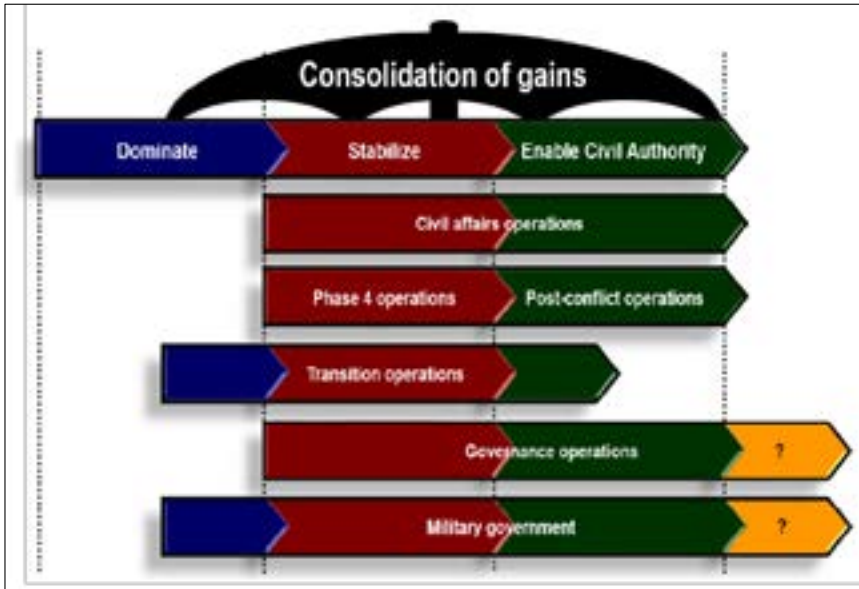 Consolidation of gains
Dominate Stabilize Enable Civil Authority
Civil affairs operations
Phase 4 operations Post-conflict operations
Transition operations
Governance operations ?
Military government ?